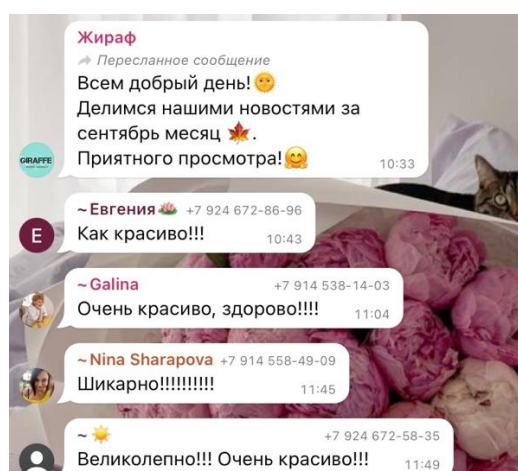 Жираф
Пересланное сообщение
Всем добрый день!🌞
Делимся нашими новостями за
сентябрь месяц 🍁.
Приятного просмотра!🤗
10:33
GIRAFFE
~Евгения🪷 +7 924 672-86-96
Е
Как красиво!!! 10:43
~Galina +7 914 538-14-03
Очень красиво, здорово!!!! 11:04
~Nina Sharapova +7 914 558-49-09
Шикарно!!!!!!!!!! 11:45
~☀️ +7 924 672-58-35
Великолепно!!! Очень красиво!!! 11:49